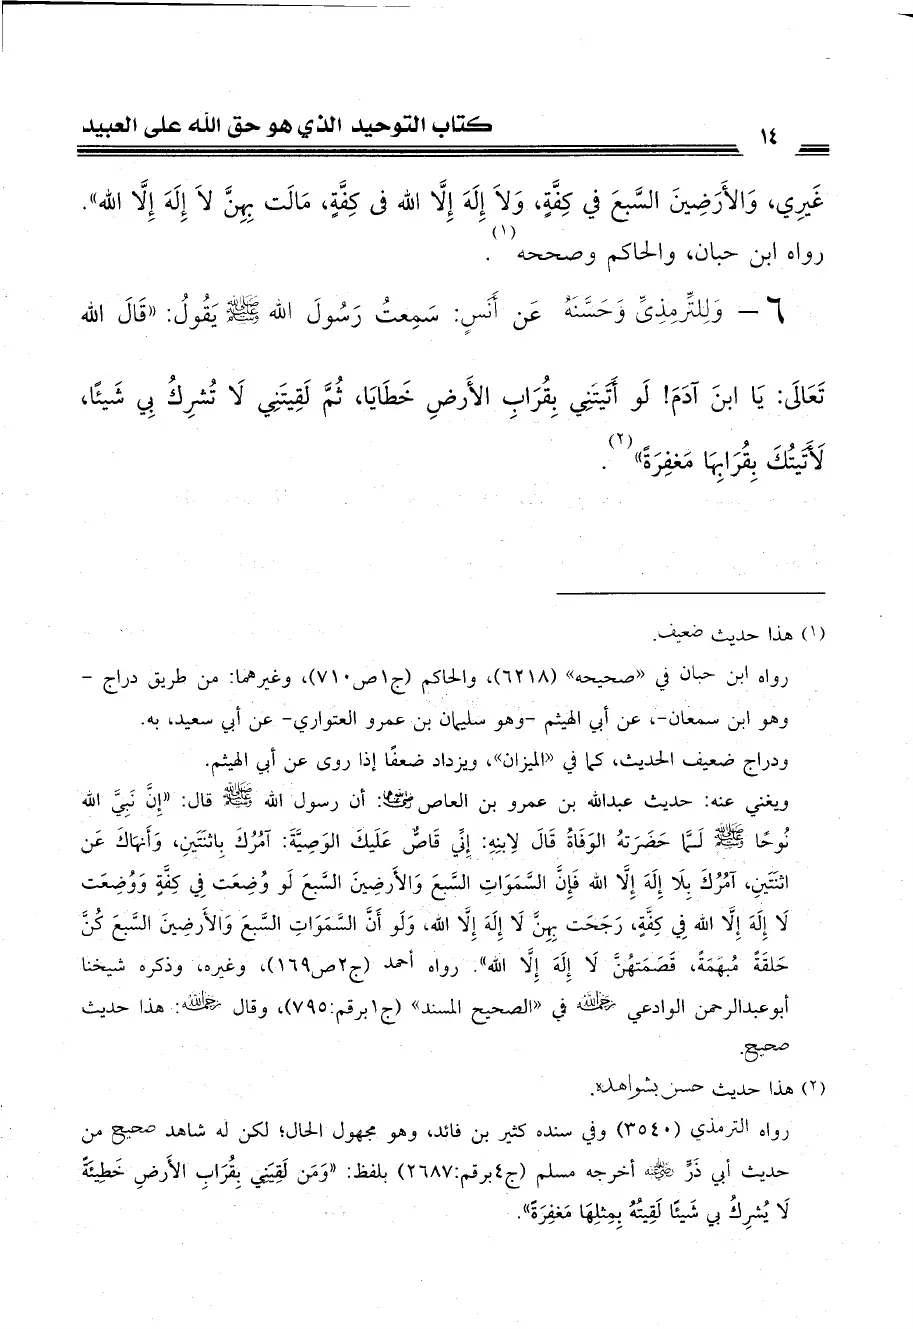 ١٤ كتاب التوحيد الذي هو حق الله على العبيد
غَيرِي، وَالأَرَضِينَ السَّبعَ فِي كِفَّةٍ، وَلاَ إِلَهَ إِلَّا الله فِى كِفَّةٍ، مَالَت بِهِنَّ لاَ إِلَهَ إِلَّا الله».
رواه ابن حبان، والحاكم وصححه(١).
٦ – وَلِلتِّرمِذِىِّ وَحَسَّنَهُ عَن أَنَسٍ: سَمِعتُ رَسُولَ الله ﷺ يَقُولُ: «قَالَ الله
تَعَالَى: يَا ابنَ آدَمَ! لَو أَتَيتَنِي بِقُرَابِ الأَرضِ خَطَايَا، ثُمَّ لَقِيتَنِي لَا تُشرِكُ بِي شَيئًا،
لَأَتَيتُكَ بِقُرَابِهَا مَغفِرَةً»(٢).
(١) هذا حديث ضعيف.
رواه ابن حبان في «صحيحه» (٦٢١٨)، والحاكم (ج١ص٧١٠)، وغيرهما: من طريق دراج -
وهو ابن سمعان-، عن أبي الهيثم -وهو سليمان بن عمرو العتواري- عن أبي سعيد، به.
ودراج ضعيف الحديث، كما في «الميزان»، ويزداد ضعفًا إذا روى عن أبي الهيثم.
ويغني عنه: حديث عبدالله بن عمرو بن العاص رضي الله عنهما: أن رسول الله ﷺ قال: «إِنَّ نَبِيَّ الله
نُوحًا ﷺ لَـمَّا حَضَرَتهُ الوَفَاةُ قَالَ لِابنِهِ: إِنِّي قَاصٌّ عَلَيكَ الوَصِيَّةَ: آمُرُكَ بِاثنَتَينِ، وَأَنهَاكَ عَن
اثنَتَينِ، آمُرُكَ بِلَا إِلَهَ إِلَّا الله فَإِنَّ السَّمَوَاتِ السَّبعَ وَالأَرَضِينَ السَّبعَ لَو وُضِعَت فِي كِفَّةٍ وَوُضِعَت
لَا إِلَهَ إِلَّا الله فِي كِفَّةٍ، رَجَحَت بِهِنَّ لَا إِلَهَ إِلَّا الله، وَلَو أَنَّ السَّمَوَاتِ السَّبعَ وَالأَرَضِينَ السَّبعَ كُنَّ
حَلقَةً مُبهَمَةً، قَصَمَتهُنَّ لَا إِلَهَ إِلَّا الله». رواه أحمد (ج٢ص١٦٩)، وغيره، وذكره شيخنا
أبوعبدالرحمن الوادعي رحمه الله في «الصحيح المسند» (ج١برقم:٧٩٥)، وقال رحمه الله: هذا حديث
صحيح.
(٢) هذا حديث حسن بشواهده.
رواه الترمذي (٣٥٤٠) وفي سنده كثير بن فائد، وهو مجهول الحال؛ لكن له شاهد صحيح من
حديث أبي ذَرٍّ رضي الله عنه أخرجه مسلم (ج٤برقم:٢٦٨٧) بلفظ: «وَمَن لَقِيَنِي بِقُرَابِ الأَرضِ خَطِيئَةً
لَا يُشرِكُ بِي شَيئًا لَقِيتُهُ بِمِثلِهَا مَغفِرَةً».